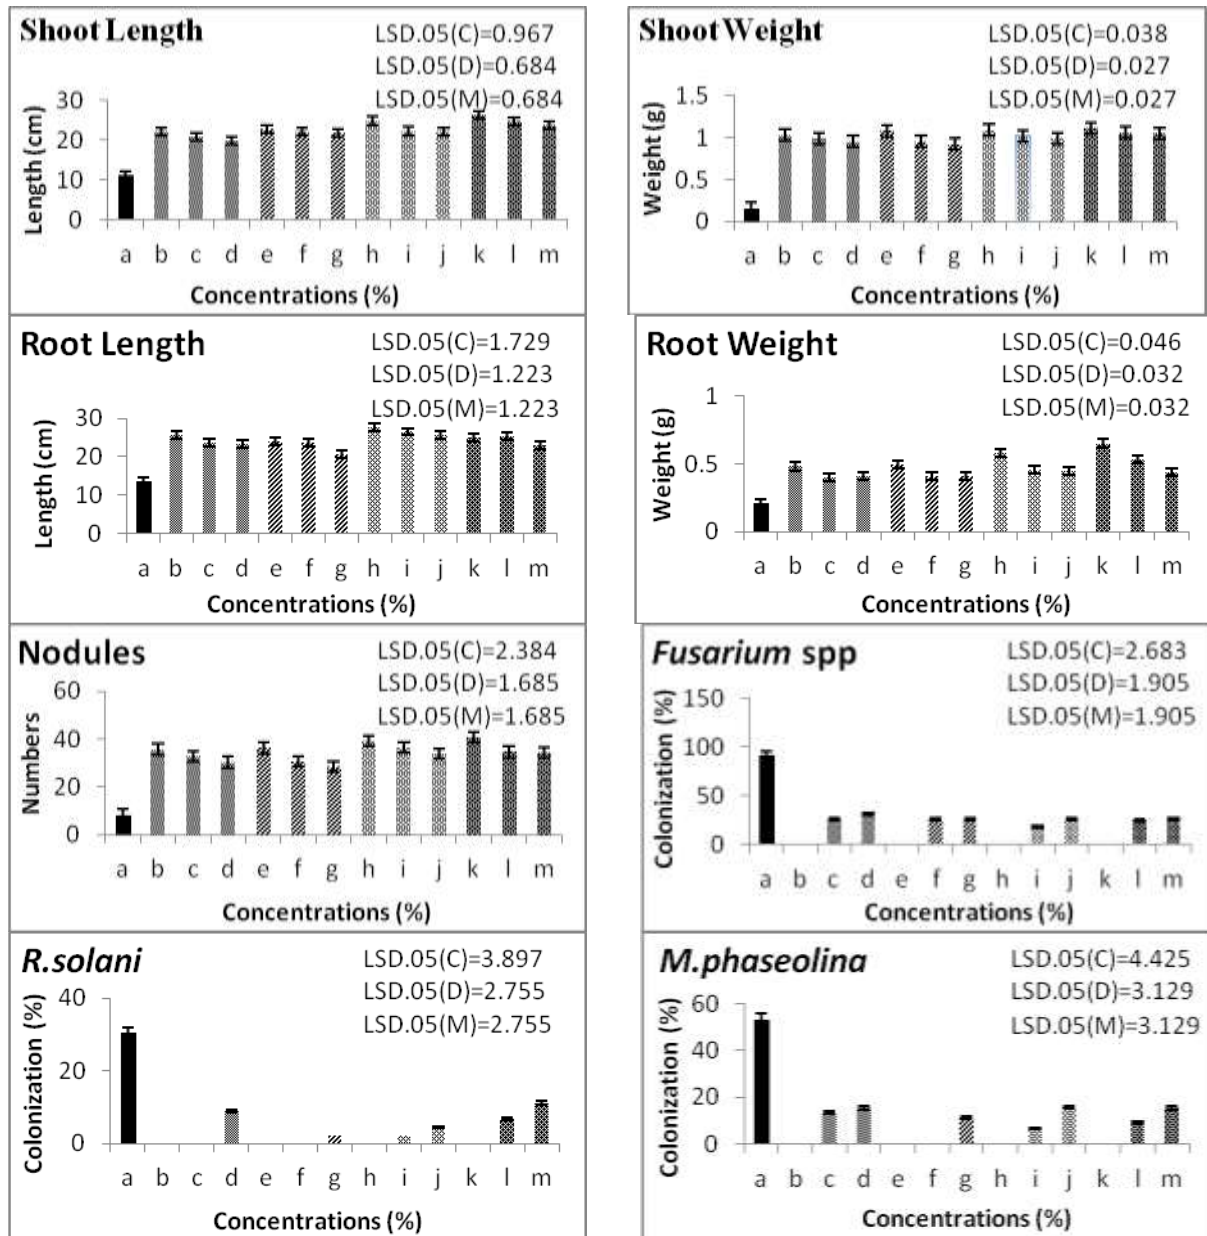 Shoot Length
LSD.05(C)=0.967
LSD.05(D)=0.684
LSD.05(M)=0.684
Length (cm)
30
20
10
0
a b c d e f g h i j k l m
Concentrations (%)
Shoot Weight
LSD.05(C)=0.038
LSD.05(D)=0.027
LSD.05(M)=0.027
Weight (g)
1.5
1
0.5
0
a b c d e f g h i j k l m
Concentrations (%)
Root Length
LSD.05(C)=1.729
LSD.05(D)=1.223
LSD.05(M)=1.223
Length (cm)
30
20
10
0
a b c d e f g h i j k l m
Concentrations (%)
Root Weight
LSD.05(C)=0.046
LSD.05(D)=0.032
LSD.05(M)=0.032
Weight (g)
1
0.5
0
a b c d e f g h i j k l m
Concentrations (%)
Nodules
LSD.05(C)=2.384
LSD.05(D)=1.685
LSD.05(M)=1.685
Numbers
60
40
20
0
a b c d e f g h i j k l m
Concentrations (%)
Fusarium spp
LSD.05(C)=2.683
LSD.05(D)=1.905
LSD.05(M)=1.905
Colonization (%)
150
100
50
0
a b c d e f g h i j k l m
Concentrations (%)
R.solani
LSD.05(C)=3.897
LSD.05(D)=2.755
LSD.05(M)=2.755
Colonization (%)
40
20
0
a b c d e f g h i j k l m
Concentrations (%)
M.phaseolina
LSD.05(C)=4.425
LSD.05(D)=3.129
LSD.05(M)=3.129
Colonization (%)
60
40
20
0
a b c d e f g h i j k l m
Concentrations (%)